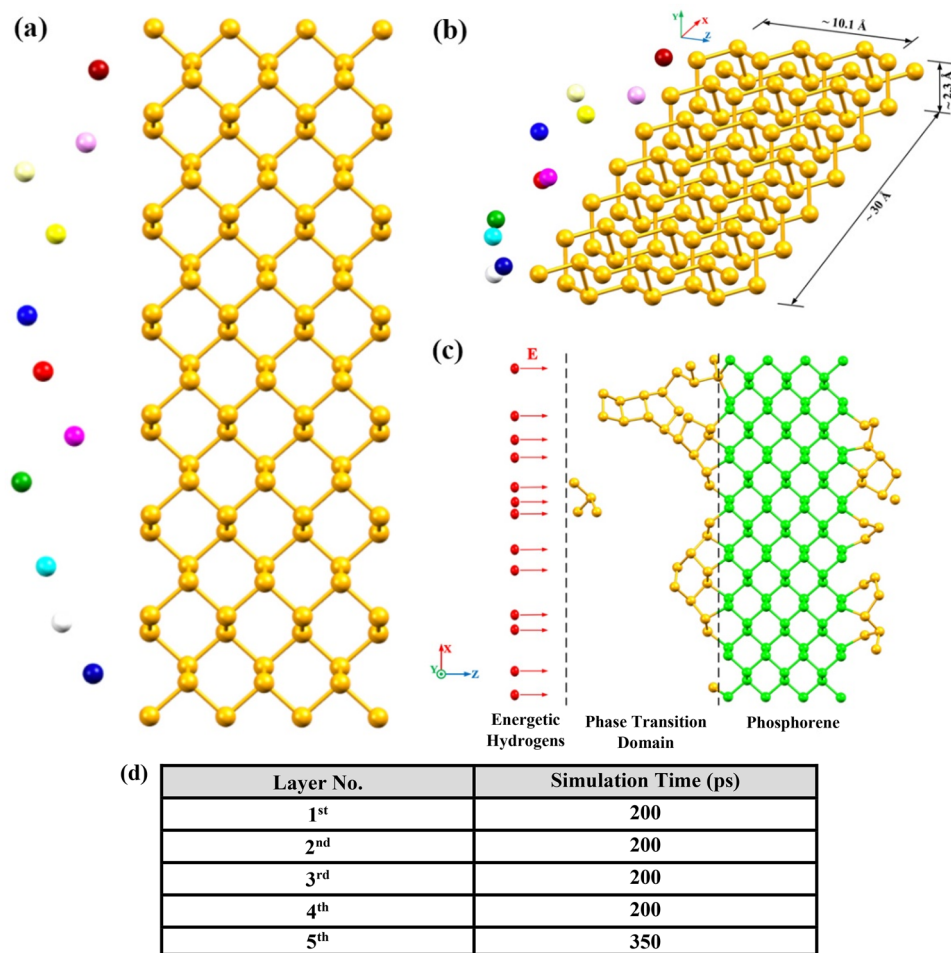 (a)
(b)
Y
X
Z
~ 10.1 Å
~ 2.3 Å
~ 30 Å
(c)
E
X
Y
Z
Energetic Hydrogens
Phase Transition Domain
Phosphorene
(d)
Layer No. Simulation Time (ps)
1st 200
2nd 200
3rd 200
4th 200
5th 350